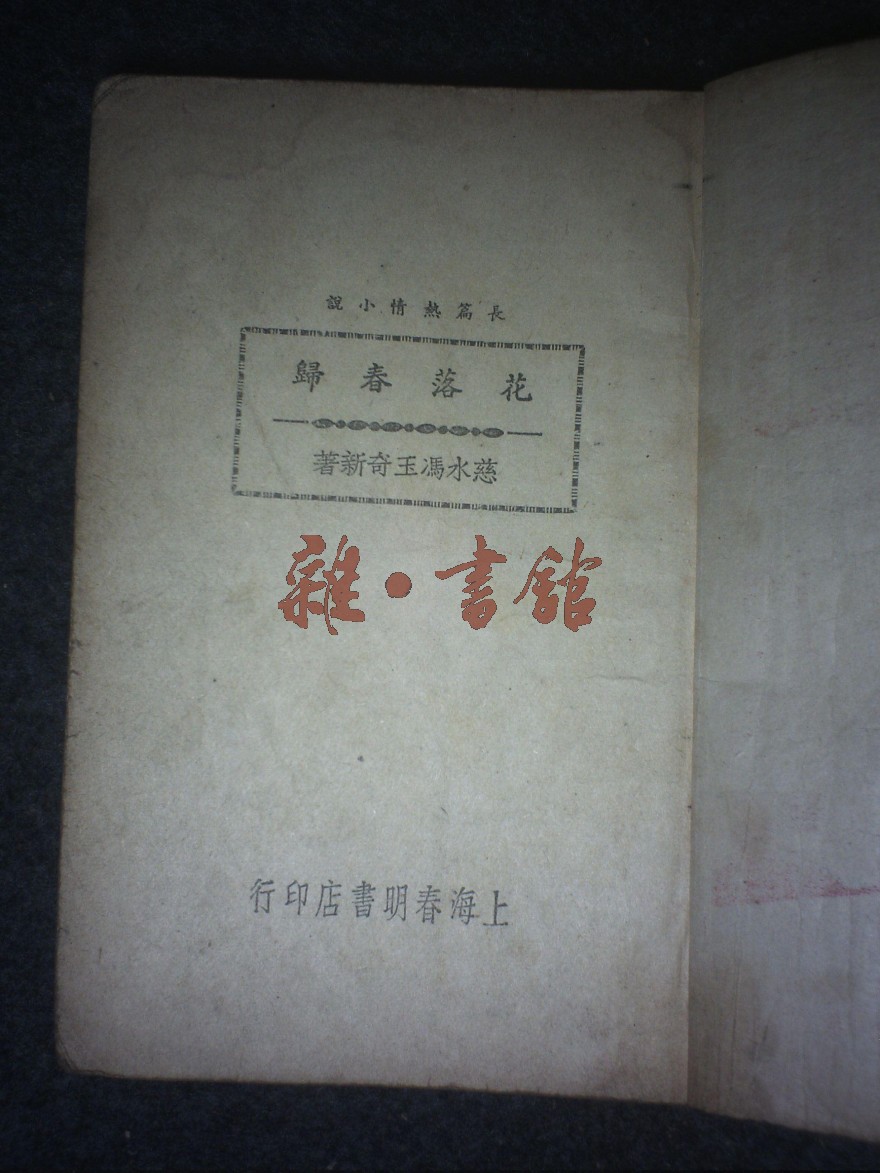 長篇熱情小說
花落春歸
慈水馮玉奇新著
雜·書館
上海春明書店印行